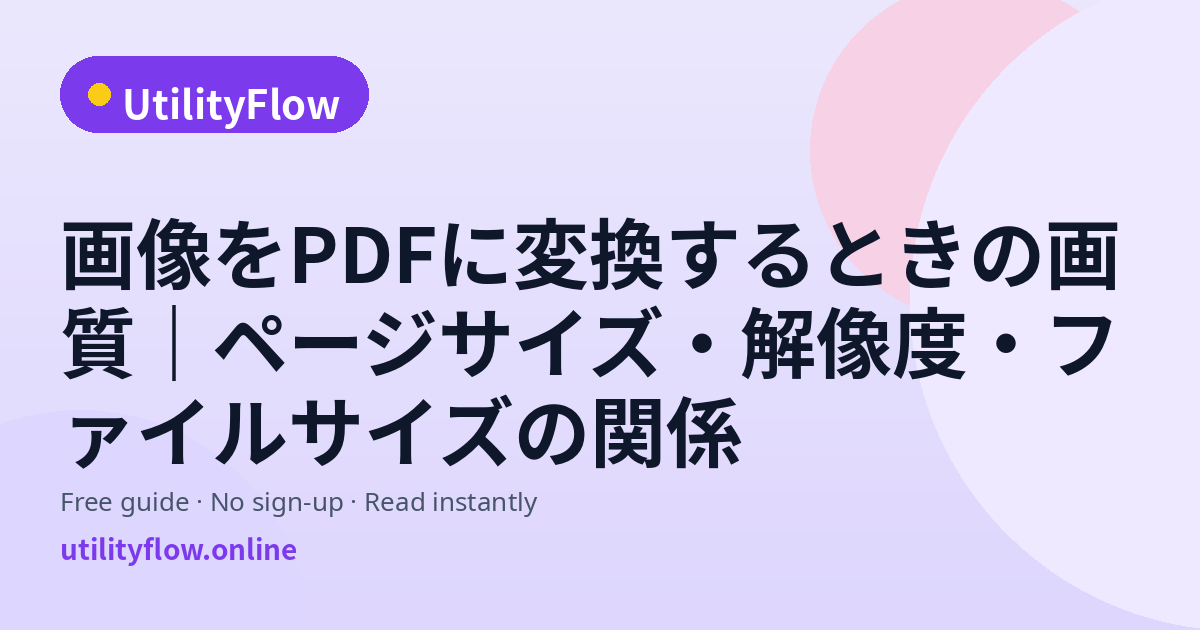 UtilityFlow
画像をPDFに変換するときの画
質｜ページサイズ・解像度・フ
ァイルサイズの関係
Free guide · No sign-up · Read instantly
utilityflow.online